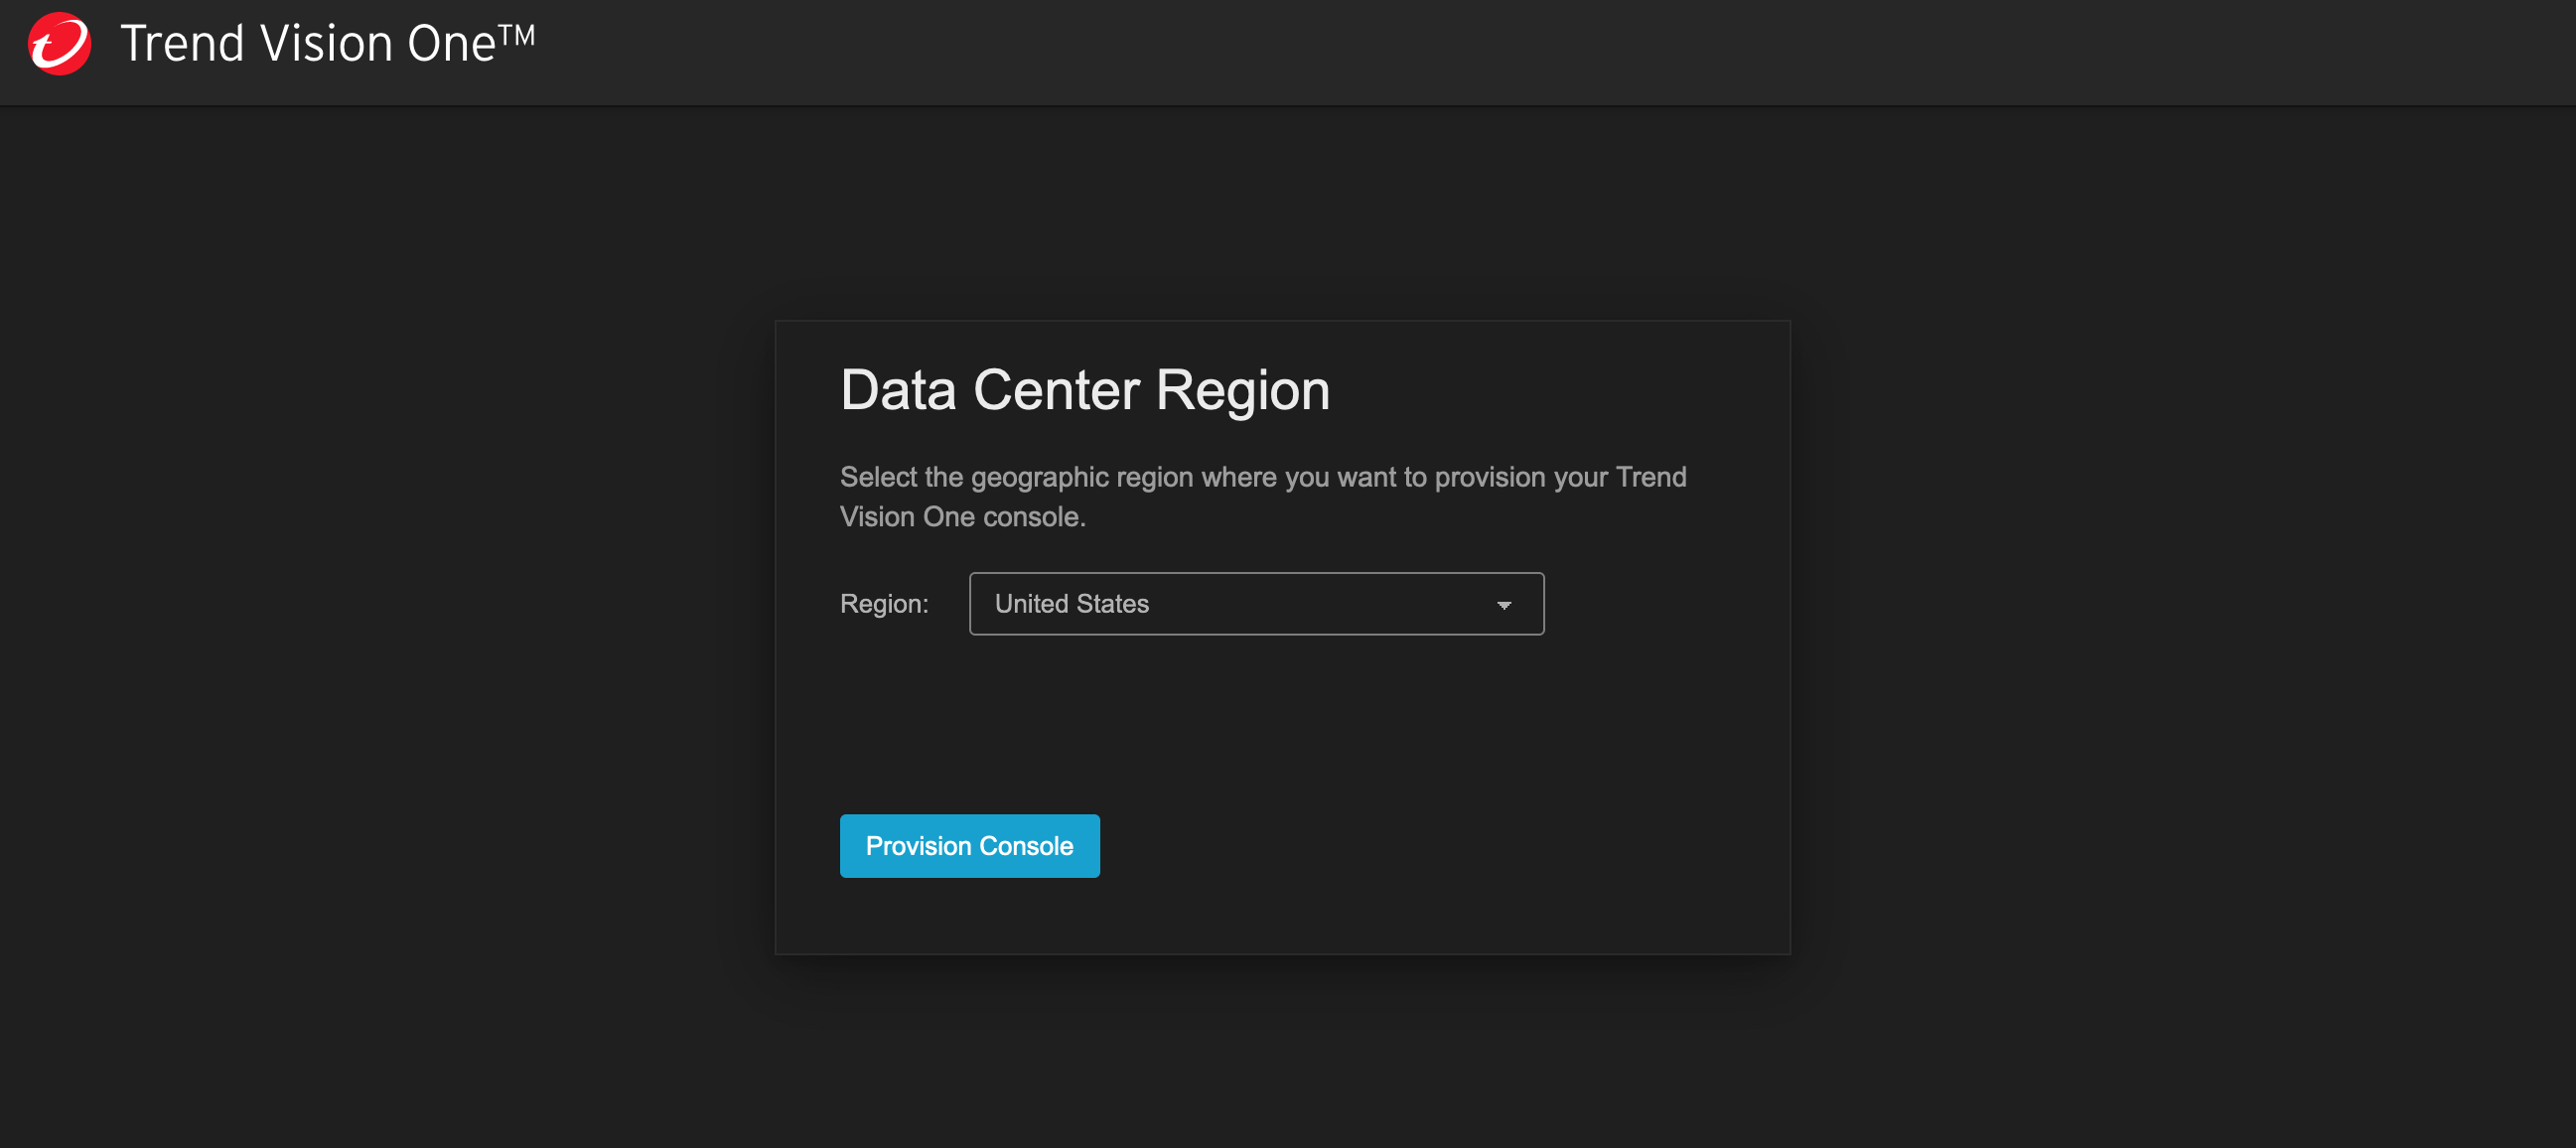 Trend Vision One™
Data Center Region
Select the geographic region where you want to provision your Trend
Vision One console.
Region: United States
Provision Console